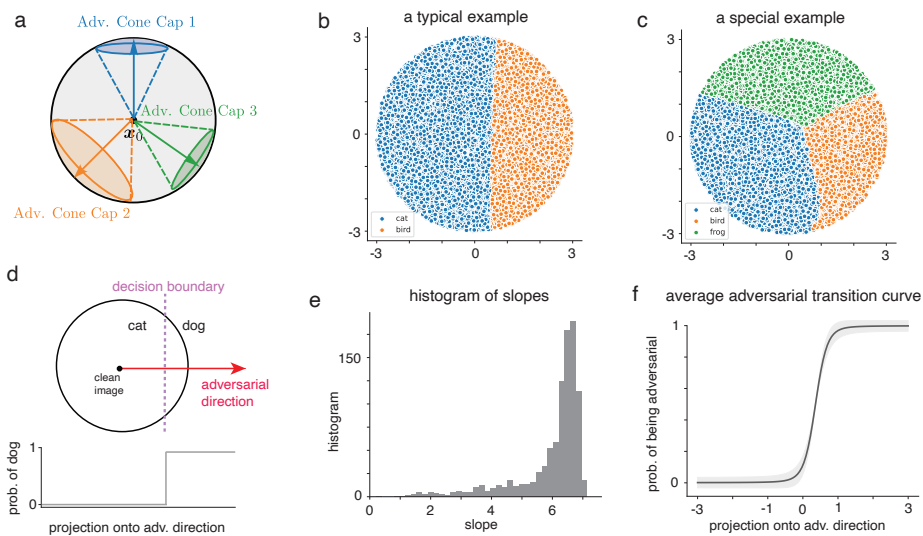 a
Adv. Cone Cap 1
Adv. Cone Cap 3
x₀
Adv. Cone Cap 2
b
a typical example
3
0
-3
cat
bird
-3
0
3
c
a special example
3
0
-3
cat
bird
frog
-3
0
3
d
decision boundary
cat
dog
clean
image
adversarial
direction
prob. of dog
1
0
projection onto adv. direction
e
histogram of slopes
histogram
150
0
0
2
4
6
slope
f
average adversarial transition curve
prob. of being adversarial
1
0
-3
-1
0
1
3
projection onto adv. direction